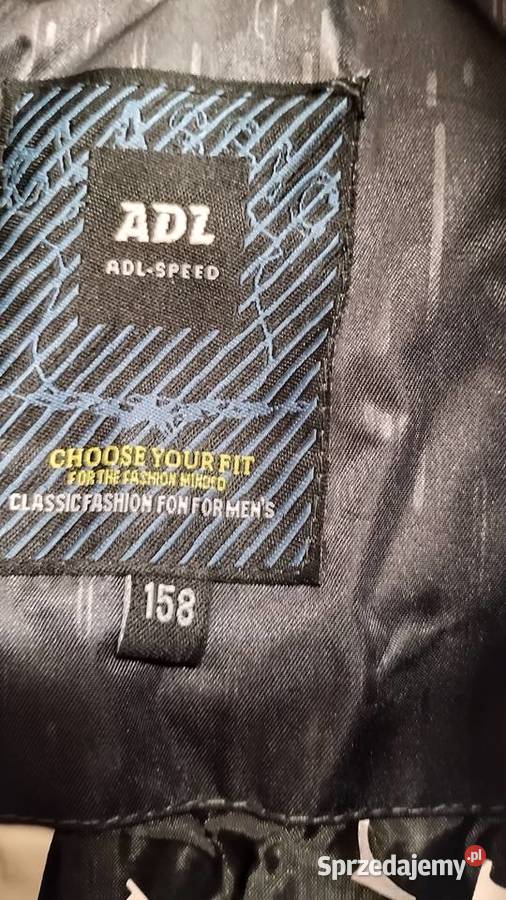 ADL
ADL-SPEED
CHOOSE YOUR FIT
FOR THE FASHION MINDED
CLASSIC FASHION FON FOR MEN'S
158
Sprzedajemy.pl